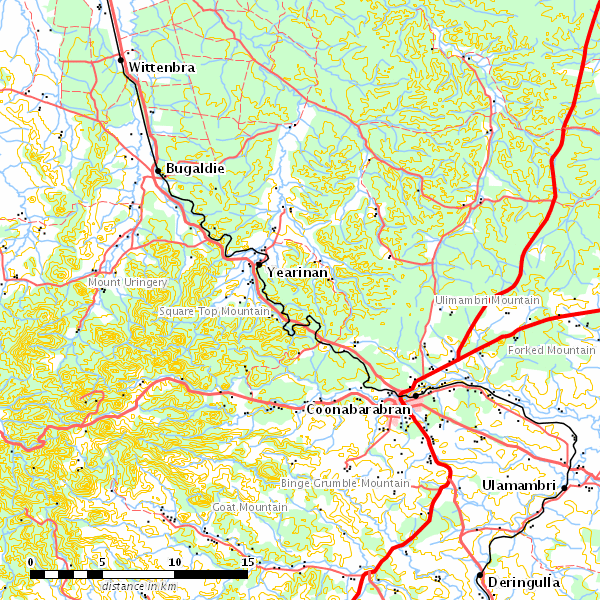 Wittenbra
Bugaldie
Yearinan
Mount Uringery
Ulimambri Mountain
Square Top Mountain
Forked Mountain
Coonabarabran
Binge Grumble Mountain
Ulamambri
Goat Mountain
0 5 10 15
distance in km
Deringulla